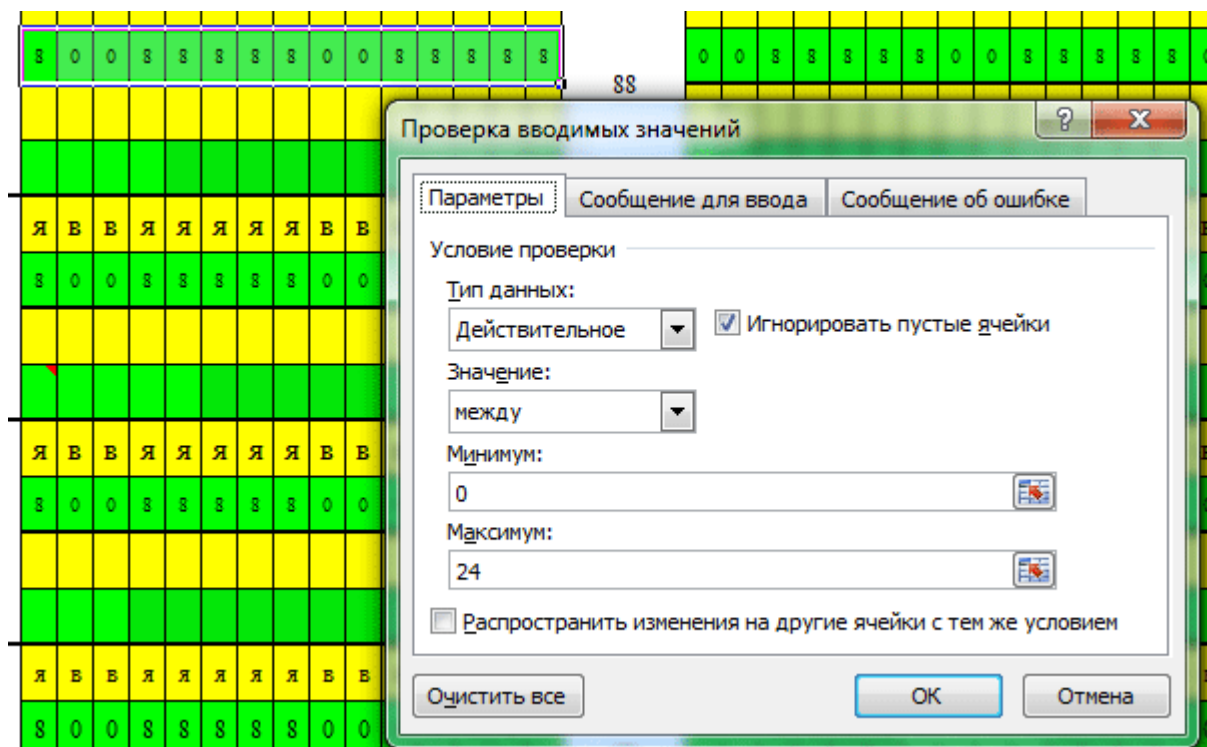 8 0 0 8 8 8 8 8 0 0 8 8 8 8 8
0 0 8 8 8 8 8 0 0 8 8 8 8 8
88
Проверка вводимых значений
Параметры Сообщение для ввода Сообщение об ошибке
Условие проверки
Тип данных:
Действительное Игнорировать пустые ячейки
Значение:
между
Минимум:
0
Максимум:
24
Распространить изменения на другие ячейки с тем же условием
Очистить все ОК Отмена
Я В В Я Я Я Я Я В В
8 0 0 8 8 8 8 8 0 0
Я В В Я Я Я Я Я В В
8 0 0 8 8 8 8 8 0 0
Я В В Я Я Я Я Я В В
8 0 0 8 8 8 8 8 0 0